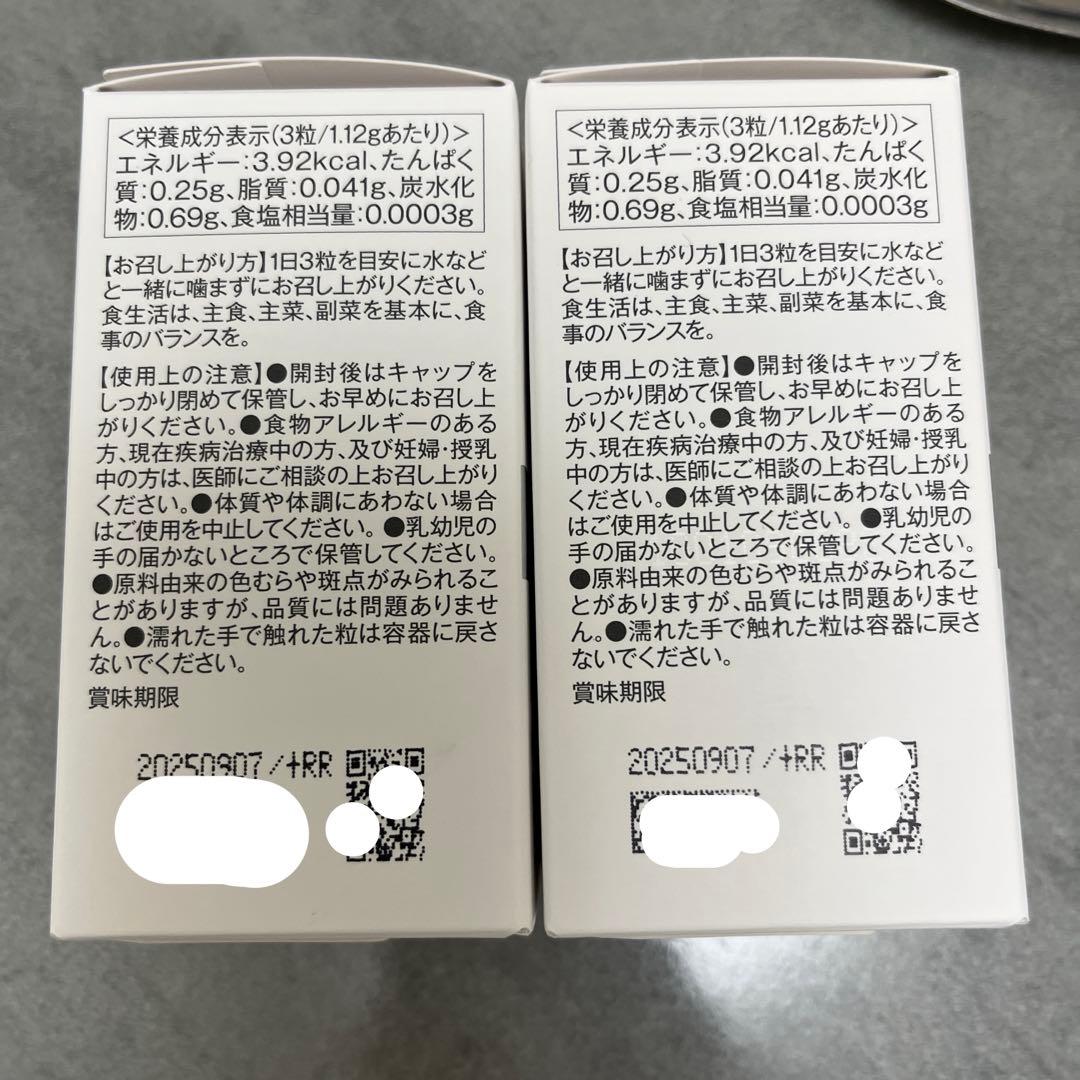 <栄養成分表示(3粒/1.12gあたり)>
エネルギー:3.92kcal、たんぱく
質:0.25g、脂質:0.041g、炭水化
物:0.69g、食塩相当量:0.0003g
【お召し上がり方】1日3粒を目安に水など
と一緒に噛まずにお召し上がりください。
食生活は、主食、主菜、副菜を基本に、食
事のバランスを。
【使用上の注意】●開封後はキャップを
しっかり閉めて保管し、お早めにお召し上
がりください。●食物アレルギーのある
方、現在疾病治療中の方、及び妊婦・授乳
中の方は、医師にご相談の上お召し上がり
ください。●体質や体調にあわない場合
はご使用を中止してください。●乳幼児の
手の届かないところで保管してください。
●原料由来の色むらや斑点がみられるこ
とがありますが、品質には問題ありませ
ん。●濡れた手で触れた粒は容器に戻さ
ないでください。
賞味期限
20250907/+RR
<栄養成分表示(3粒/1.12gあたり)>
エネルギー:3.92kcal、たんぱく
質:0.25g、脂質:0.041g、炭水化
物:0.69g、食塩相当量:0.0003g
【お召し上がり方】1日3粒を目安に水など
と一緒に噛まずにお召し上がりください。
食生活は、主食、主菜、副菜を基本に、食
事のバランスを。
【使用上の注意】●開封後はキャップを
しっかり閉めて保管し、お早めにお召し上
がりください。●食物アレルギーのある
方、現在疾病治療中の方、及び妊婦・授乳
中の方は、医師にご相談の上お召し上がり
ください。●体質や体調にあわない場合
はご使用を中止してください。●乳幼児の
手の届かないところで保管してください。
●原料由来の色むらや斑点がみられるこ
とがありますが、品質には問題ありませ
ん。●濡れた手で触れた粒は容器に戻さ
ないでください。
賞味期限
20250907/+RR